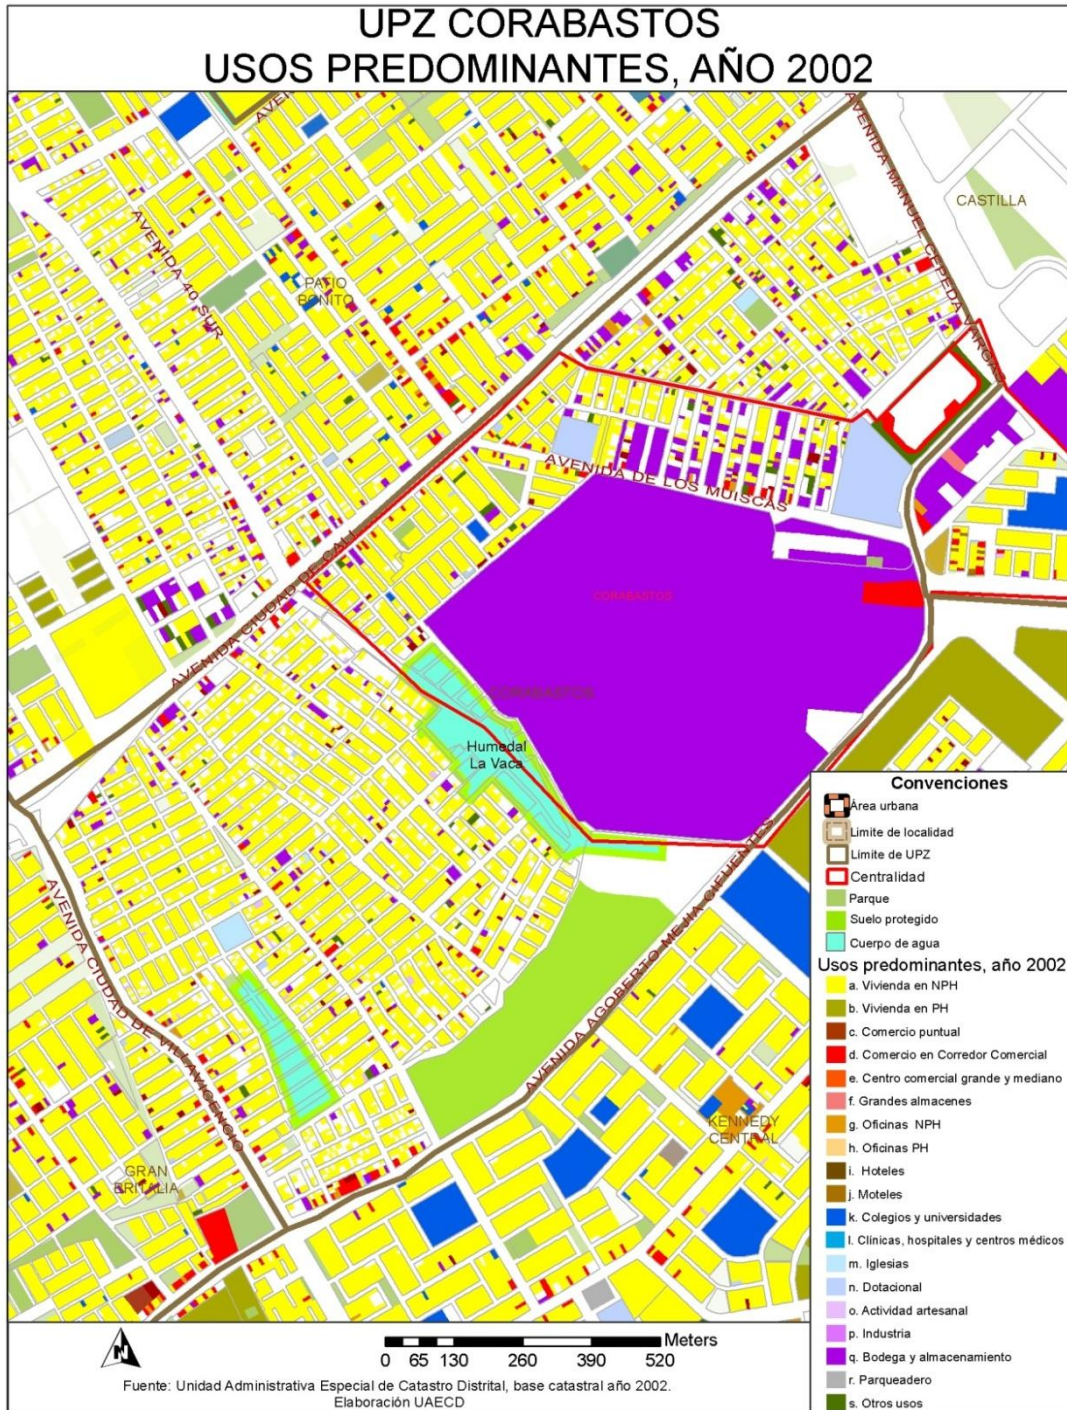 UPZ CORABASTOS
USOS PREDOMINANTES, AÑO 2002
AVENIDA MANUEL CEPEDA VARGAS
CASTILLA
AVENIDA 40 SUR
PATIO
BONITO
AVENIDA DE LOS MUISCAS
AVENIDA CIUDAD DE CALI
CORABASTOS
CORABASTOS
Humedal
La Vaca
AVENIDA AGOBERTO MEJIA CIFUENTES
AVENIDA CIUDAD DE VILLAVICENCIO
KENNEDY
CENTRAL
GRAN
BRITALIA
Convenciones
Área urbana
Limite de localidad
Límite de UPZ
Centralidad
Parque
Suelo protegido
Cuerpo de agua
Usos predominantes, año 2002
a. Vivienda en NPH
b. Vivienda en PH
c. Comercio puntual
d. Comercio en Corredor Comercial
e. Centro comercial grande y mediano
f. Grandes almacenes
g. Oficinas NPH
h. Oficinas PH
i. Hoteles
j. Moteles
k. Colegios y universidades
l. Clínicas, hospitales y centros médicos
m. Iglesias
n. Dotacional
o. Actividad artesanal
p. Industria
q. Bodega y almacenamiento
r. Parqueadero
s. Otros usos
N
Meters
0 65 130 260 390 520
Fuente: Unidad Administrativa Especial de Catastro Distrital, base catastral año 2002.
Elaboración UAECD